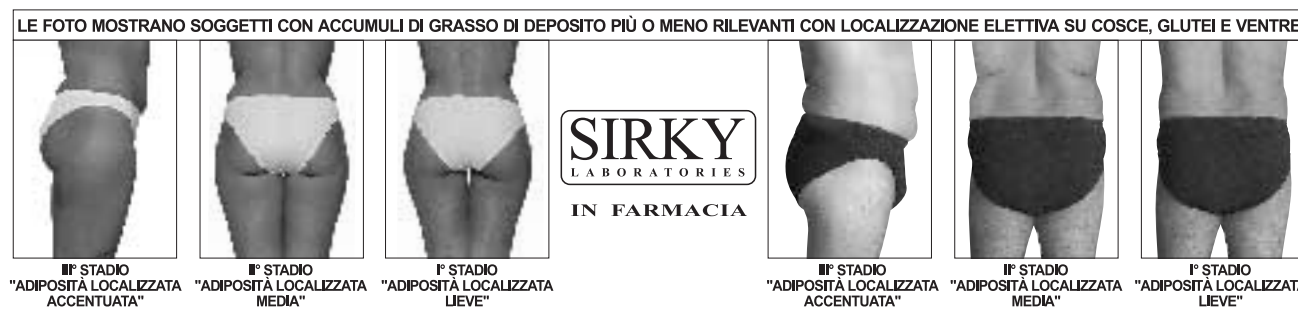 LE FOTO MOSTRANO SOGGETTI CON ACCUMULI DI GRASSO DI DEPOSITO PIÙ O MENO RILEVANTI CON LOCALIZZAZIONE ELETTIVA SU COSCE, GLUTEI E VENTRE
SIRKY
LABORATORIES
IN FARMACIA
III° STADIO
"ADIPOSITÀ LOCALIZZATA
ACCENTUATA"
II° STADIO
"ADIPOSITÀ LOCALIZZATA
MEDIA"
I° STADIO
"ADIPOSITÀ LOCALIZZATA
LIEVE"
III° STADIO
"ADIPOSITÀ LOCALIZZATA
ACCENTUATA"
II° STADIO
"ADIPOSITÀ LOCALIZZATA
MEDIA"
I° STADIO
"ADIPOSITÀ LOCALIZZATA
LIEVE"